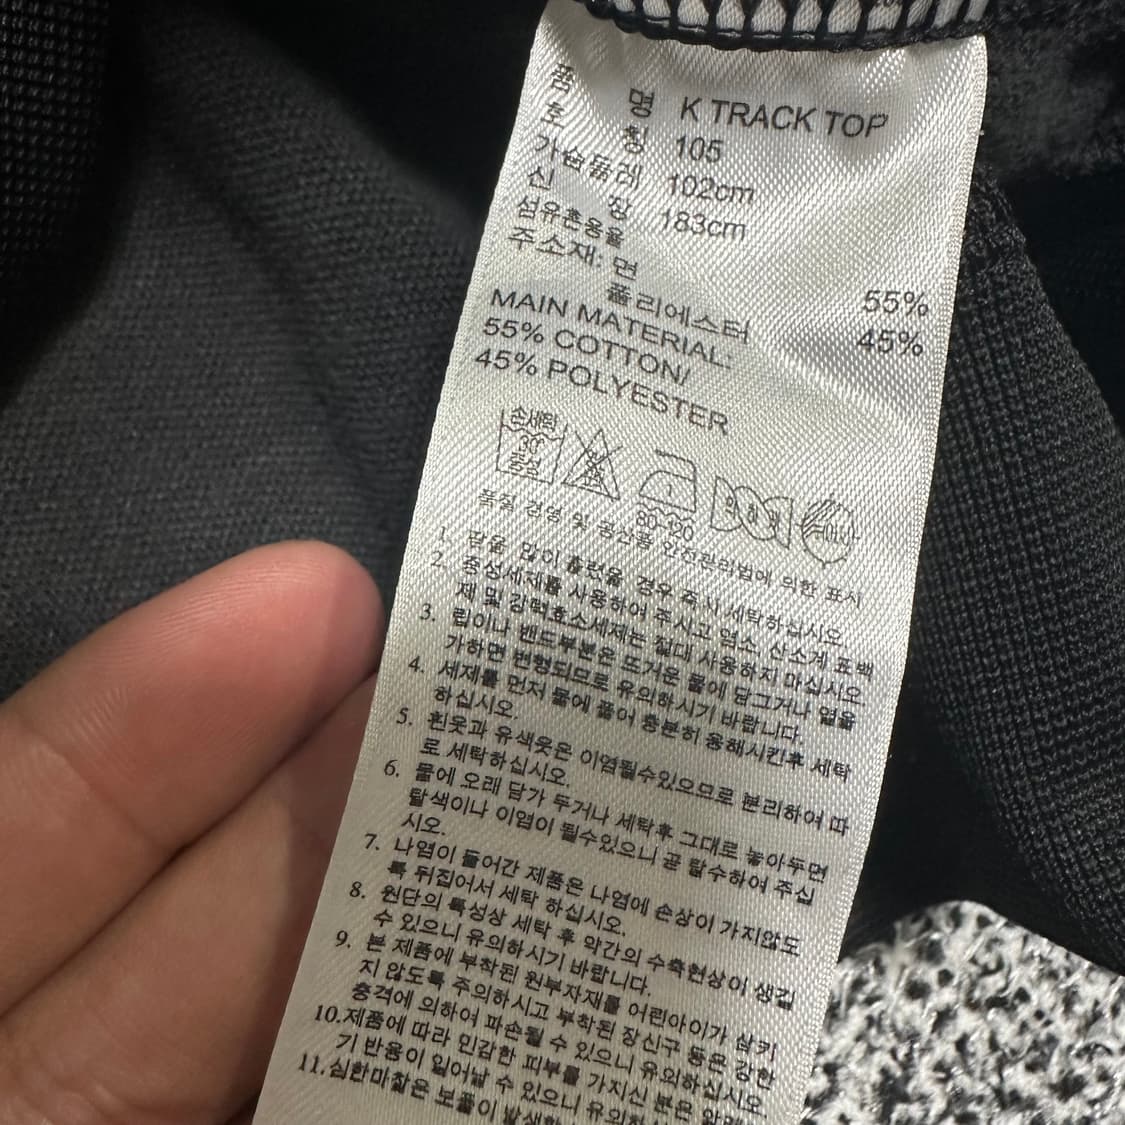 품 명 K TRACK TOP
호 칭 105
가슴둘레 102cm
신 장 183cm
섬유혼용율
주소재: 면 55%
폴리에스터 45%
MAIN MATERIAL:
55% COTTON/
45% POLYESTER
손세탁
30°
중성
80~120
품질 경영 및 공산품 안전관리법에 의한 표시
1. 땀을 많이 흘렸을 경우 즉시 세탁하십시오.
2. 중성세제를 사용하여 주시고 염소, 산소계 표백
제 및 강력효소세제는 절대 사용하지 마십시오.
3. 립이나 밴드부분은 뜨거운 물에 담그거나 열을
가하면 변형되므로 유의하시기 바랍니다.
4. 세제를 먼저 물에 풀어 충분히 용해시킨후 세탁
하십시오.
5. 흰옷과 유색옷은 이염될수있으므로 분리하여 따
로 세탁하십시오.
6. 물에 오래 담가 두거나 세탁후 그대로 놓아두면
탈색이나 이염이 될수있으니 곧 탈수하여 주십
시오.
7. 나염이 들어간 제품은 나염에 손상이 가지않도
록 뒤집어서 세탁 하십시오.
8. 원단의 특성상 세탁 후 약간의 수축현상이 생길
수 있으니 유의하시기 바랍니다.
9. 본 제품에 부착된 원부자재를 어린아이가 삼키
지 않도록 주의하시고 부착된 장신구 등은 강한
충격에 의하여 파손될 수 있으니 유의하십시오.
10.제품에 따라 민감한 피부를 가지신 분은 알레
기 반응이 일어날 수 있으니 유의하
11.심한마찰은 보풀이 발생